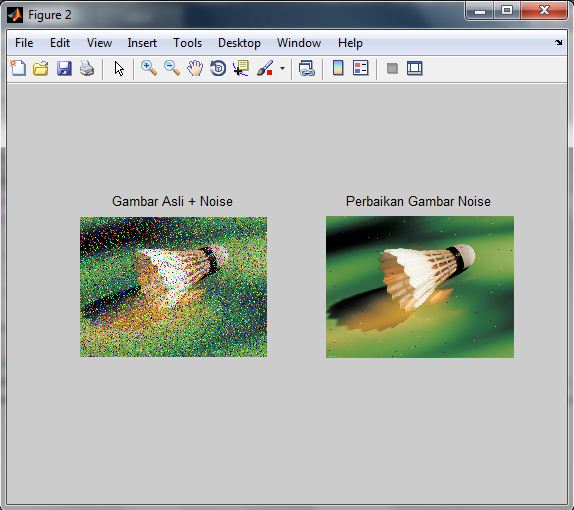 Figure 2
File Edit View Insert Tools Desktop Window Help
Gambar Asli + Noise
Perbaikan Gambar Noise